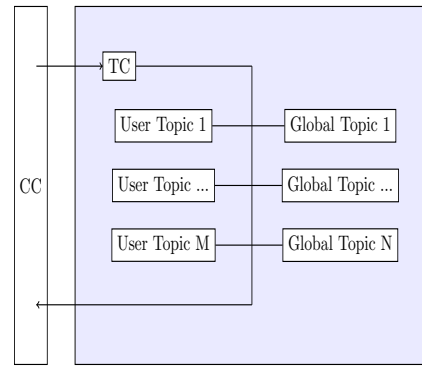 TC
User Topic 1
Global Topic 1
CC
User Topic ...
Global Topic ...
User Topic M
Global Topic N